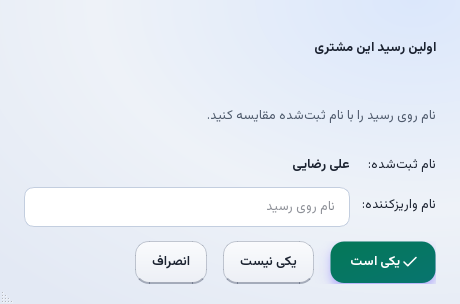 اولین رسید این مشتری
نام روی رسید را با نام ثبت‌شده مقایسه کنید.
نام ثبت‌شده: علی رضایی
نام واریزکننده: نام روی رسید
یکی است یکی نیست انصراف